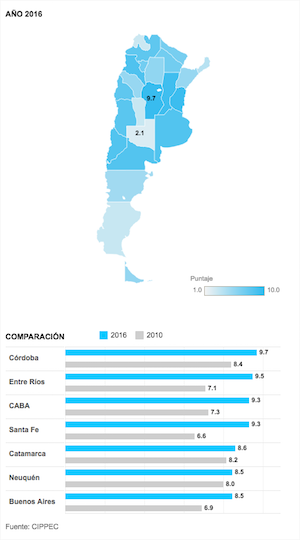 AÑO 2016
9.7
2.1
Puntaje
1.0 10.0
COMPARACIÓN 2016 2010
Córdoba 9.7
8.4
Entre Ríos 9.5
7.1
CABA 9.3
7.3
Santa Fe 9.3
6.6
Catamarca 8.6
8.2
Neuquén 8.5
8.0
Buenos Aires 8.5
6.9
Fuente: CIPPEC